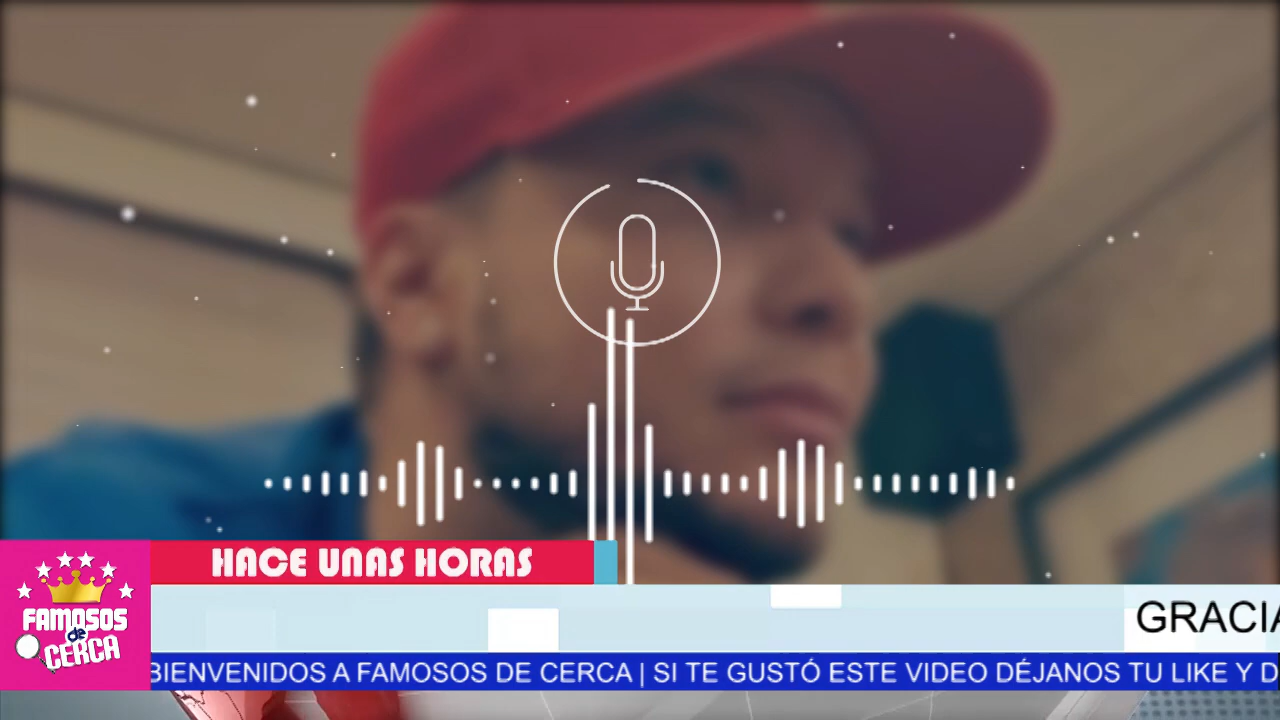 HACE UNAS HORAS
FAMOSOS
de
CERCA
GRACIA
BIENVENIDOS A FAMOSOS DE CERCA | SI TE GUSTÓ ESTE VIDEO DÉJANOS TU LIKE Y D